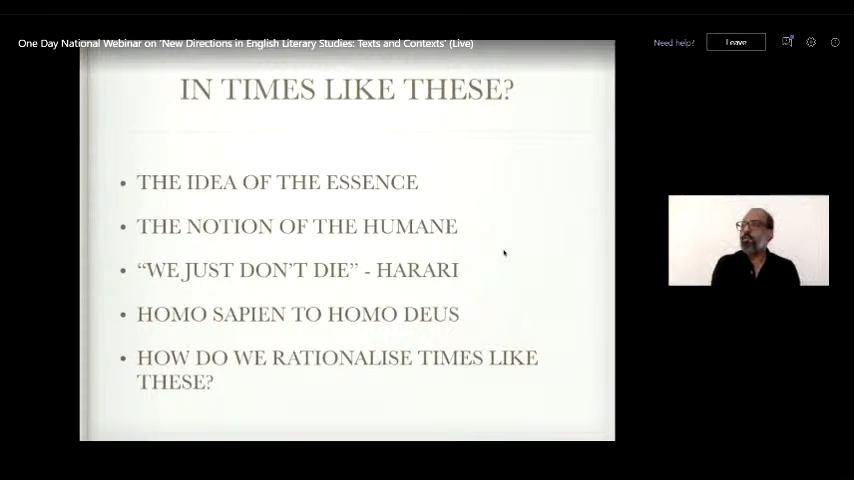 One Day National Webinar on 'New Directions in English Literary Studies: Texts and Contexts' (Live)
Need help?
Leave
IN TIMES LIKE THESE?
• THE IDEA OF THE ESSENCE
• THE NOTION OF THE HUMANE
• “WE JUST DON’T DIE” - HARARI
• HOMO SAPIEN TO HOMO DEUS
• HOW DO WE RATIONALISE TIMES LIKE
THESE?